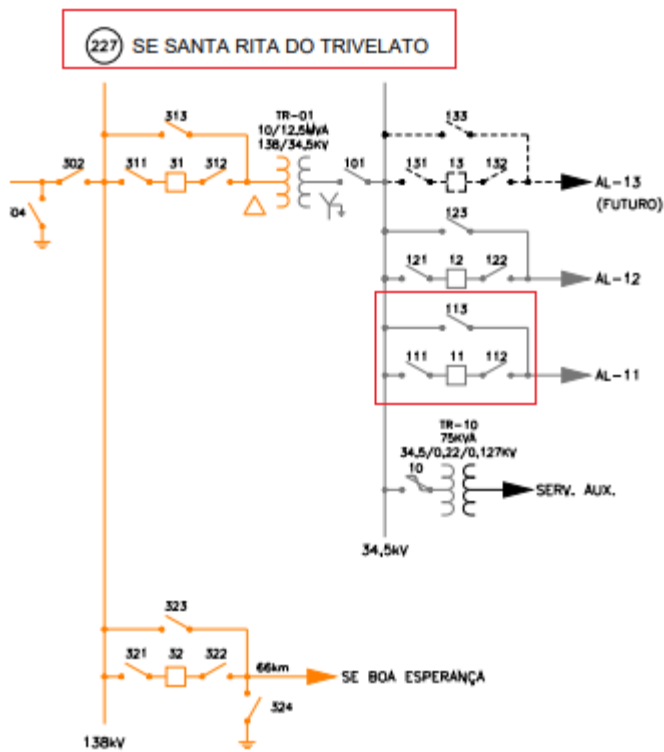 227 SE SANTA RITA DO TRIVELATO
313
TR-01
10/12,5MVA
138/34,5KV
133
302
311
31
312
101
131
13
132
AL-13
(FUTURO)
04
123
121
12
122
AL-12
113
111
11
112
AL-11
TR-10
75KVA
34,5/0,22/0,127KV
10
SERV. AUX.
34,5kV
323
321
32
322
66km
SE BOA ESPERANÇA
324
138kV